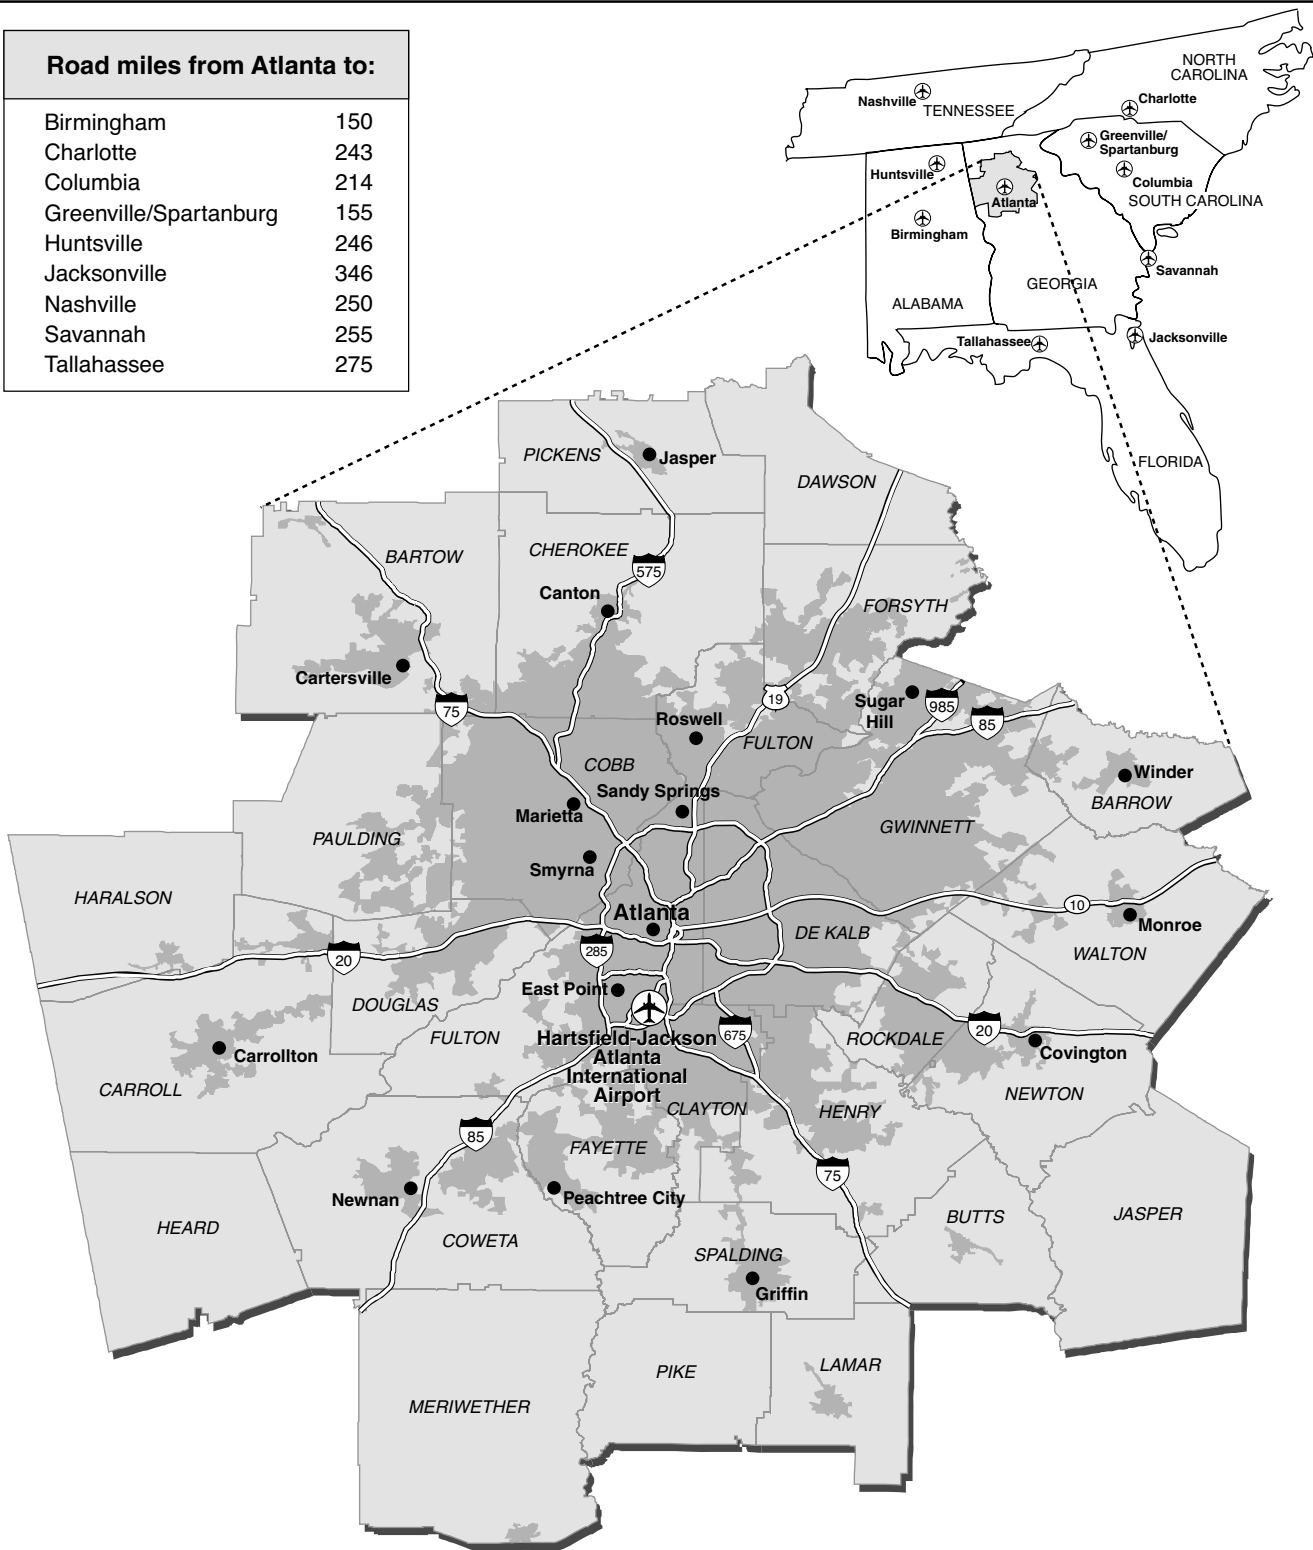 Road miles from Atlanta to:
Birmingham 150
Charlotte 243
Columbia 214
Greenville/Spartanburg 155
Huntsville 246
Jacksonville 346
Nashville 250
Savannah 255
Tallahassee 275
NORTH
CAROLINA
Nashville
TENNESSEE
Charlotte
Greenville/
Spartanburg
Huntsville
Columbia
Atlanta
SOUTH CAROLINA
Birmingham
Savannah
GEORGIA
ALABAMA
Tallahassee
Jacksonville
FLORIDA
PICKENS
Jasper
DAWSON
BARTOW
CHEROKEE
575
Canton
FORSYTH
Cartersville
75
19
Sugar
Hill
985
85
Roswell
FULTON
COBB
Winder
Sandy Springs
BARROW
Marietta
GWINNETT
PAULDING
Smyrna
HARALSON
10
Atlanta
Monroe
DE KALB
285
20
WALTON
East Point
DOUGLAS
FULTON
Hartsfield-Jackson
Atlanta
International
Airport
675
20
ROCKDALE
Covington
Carrollton
CARROLL
NEWTON
CLAYTON
HENRY
85
FAYETTE
75
Newnan
Peachtree City
HEARD
COWETA
BUTTS
JASPER
SPALDING
Griffin
PIKE
LAMAR
MERIWETHER